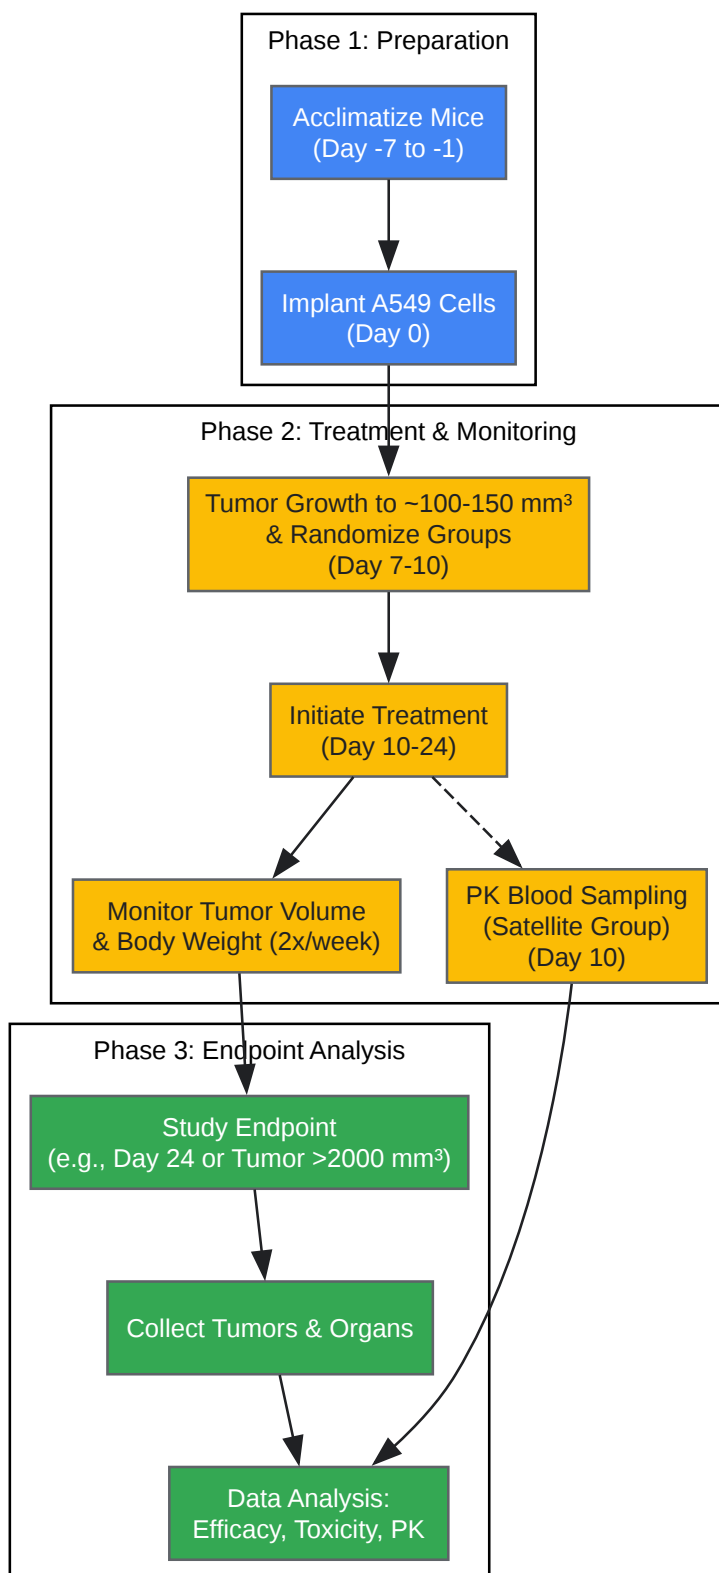 Phase 1: Preparation
Acclimatize Mice
(Day -7 to -1)
Implant A549 Cells
(Day 0)
Phase 2: Treatment & Monitoring
Tumor Growth to ~100-150 mm³
& Randomize Groups
(Day 7-10)
Initiate Treatment
(Day 10-24)
Monitor Tumor Volume
& Body Weight (2x/week)
PK Blood Sampling
(Satellite Group)
(Day 10)
Phase 3: Endpoint Analysis
Study Endpoint
(e.g., Day 24 or Tumor >2000 mm³)
Collect Tumors & Organs
Data Analysis:
Efficacy, Toxicity, PK